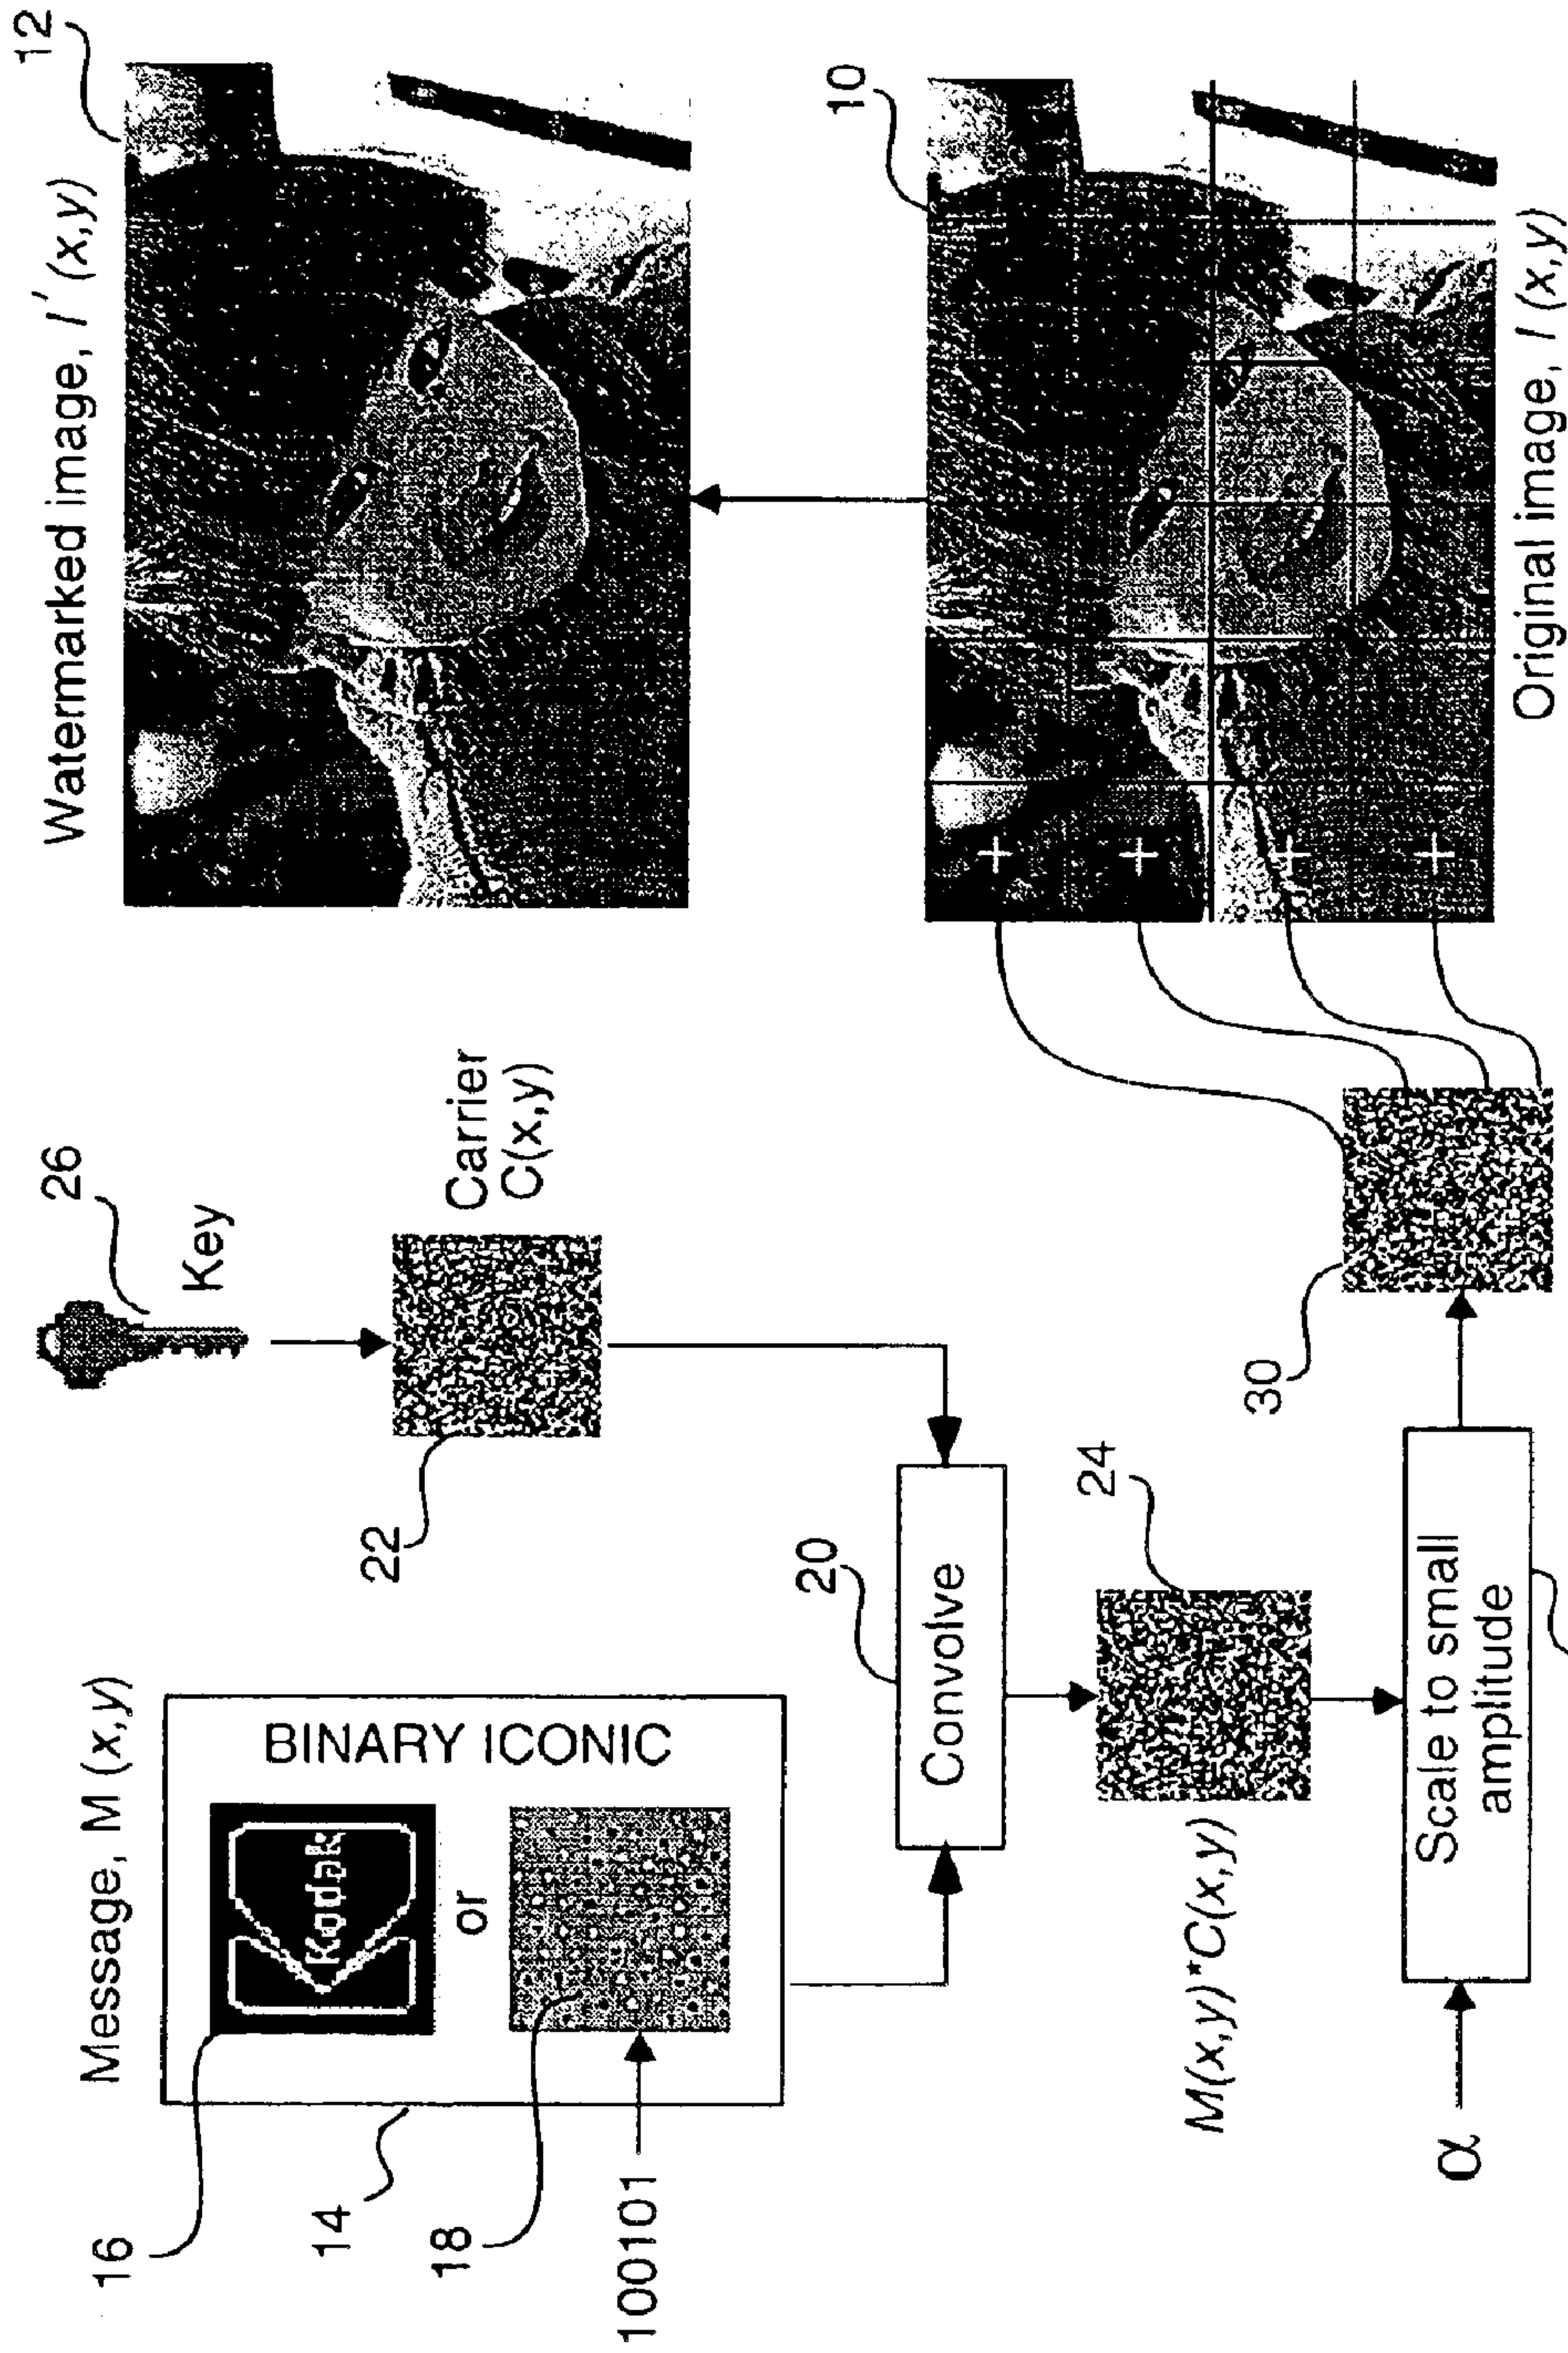 Message, M (x,y)
16
14
18
100101
BINARY ICONIC
Kodak
or
26
Key
22
Carrier
C(x,y)
20
Convolve
24
M(x,y)*C(x,y)
α
Scale to small
amplitude
30
Watermarked image, I′(x,y)
12
10
Original image, I (x,y)